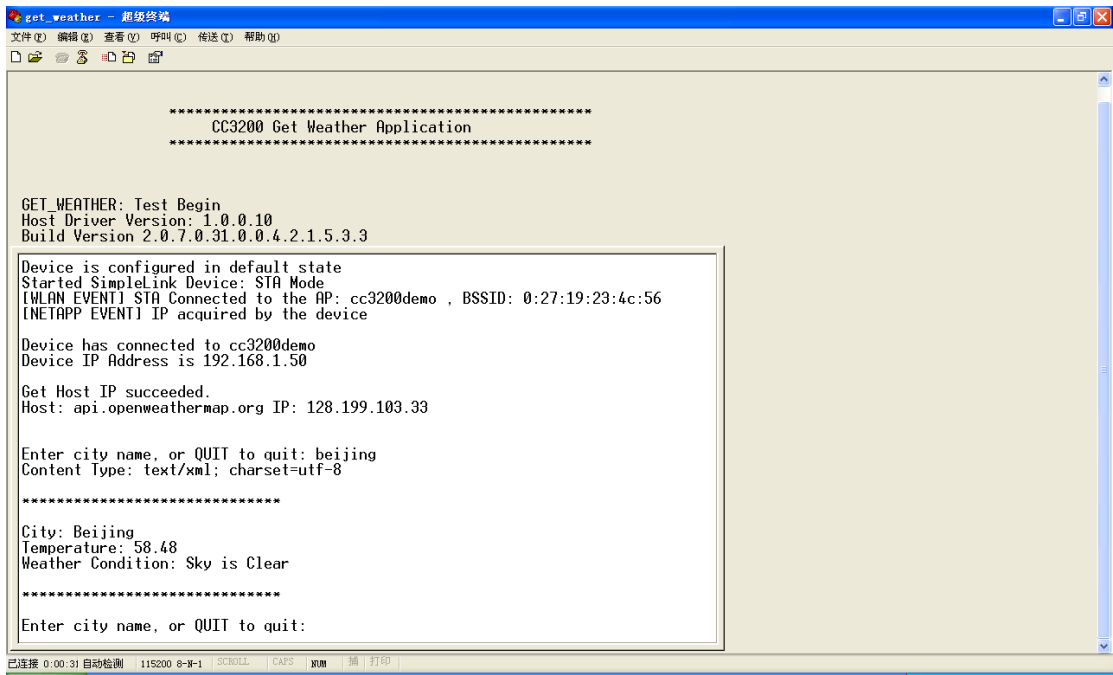 get_weather - 超级终端
文件(F) 编辑(E) 查看(V) 呼叫(C) 传送(T) 帮助(H)
************************************************
CC3200 Get Weather Application
************************************************
GET_WEATHER: Test Begin
Host Driver Version: 1.0.0.10
Build Version 2.0.7.0.31.0.0.4.2.1.5.3.3
Device is configured in default state
Started SimpleLink Device: STA Mode
[WLAN EVENT] STA Connected to the AP: cc3200demo , BSSID: 0:27:19:23:4c:56
[NETAPP EVENT] IP acquired by the device
Device has connected to cc3200demo
Device IP Address is 192.168.1.50
Get Host IP succeeded.
Host: api.openweathermap.org IP: 128.199.103.33
Enter city name, or QUIT to quit: beijing
Content Type: text/xml; charset=utf-8
******************************
City: Beijing
Temperature: 58.48
Weather Condition: Sky is Clear
******************************
Enter city name, or QUIT to quit:
已连接 0:00:31 自动检测 115200 8-N-1 SCROLL CAPS NUM 捕 打印